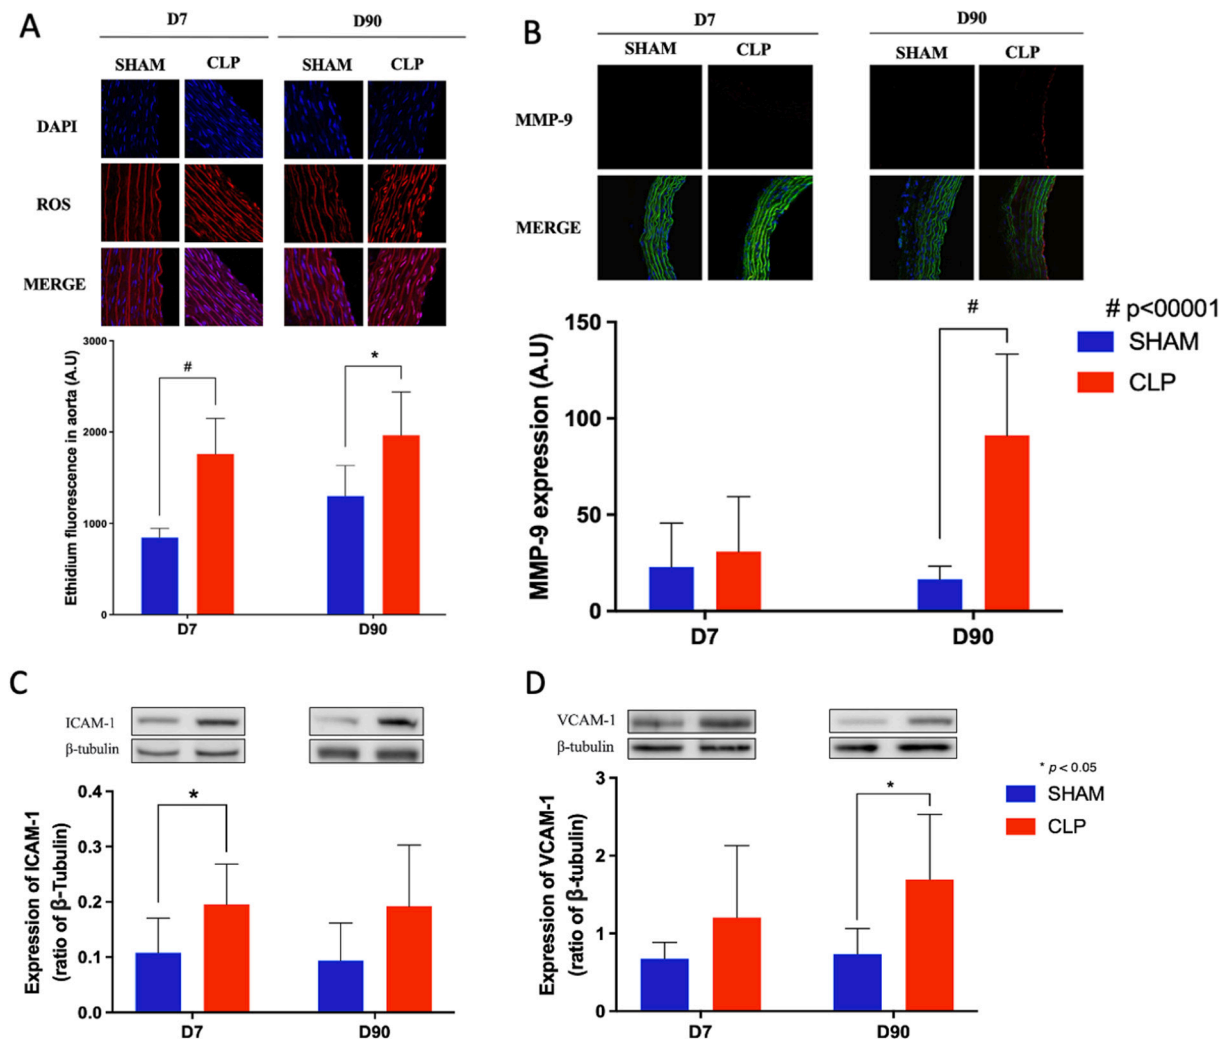 A
D7 D90
SHAM CLP SHAM CLP
DAPI
ROS
MERGE
3000
2000
1000
0
Ethidium fluorescence in aorta (A.U)
#
*
D7 D90
B
D7 D90
SHAM CLP SHAM CLP
MMP-9
MERGE
# p<00001
SHAM
CLP
150
100
50
0
MMP-9 expression (A.U)
#
D7 D90
C
ICAM-1
β-tubulin
0.4
0.3
0.2
0.1
0.0
Expression of ICAM-1
(ratio of β-Tubulin)
*
D7 D90
D
VCAM-1
β-tubulin
* p < 0.05
SHAM
CLP
3
2
1
0
Expression of VCAM-1
(ratio of β-tubulin)
*
D7 D90